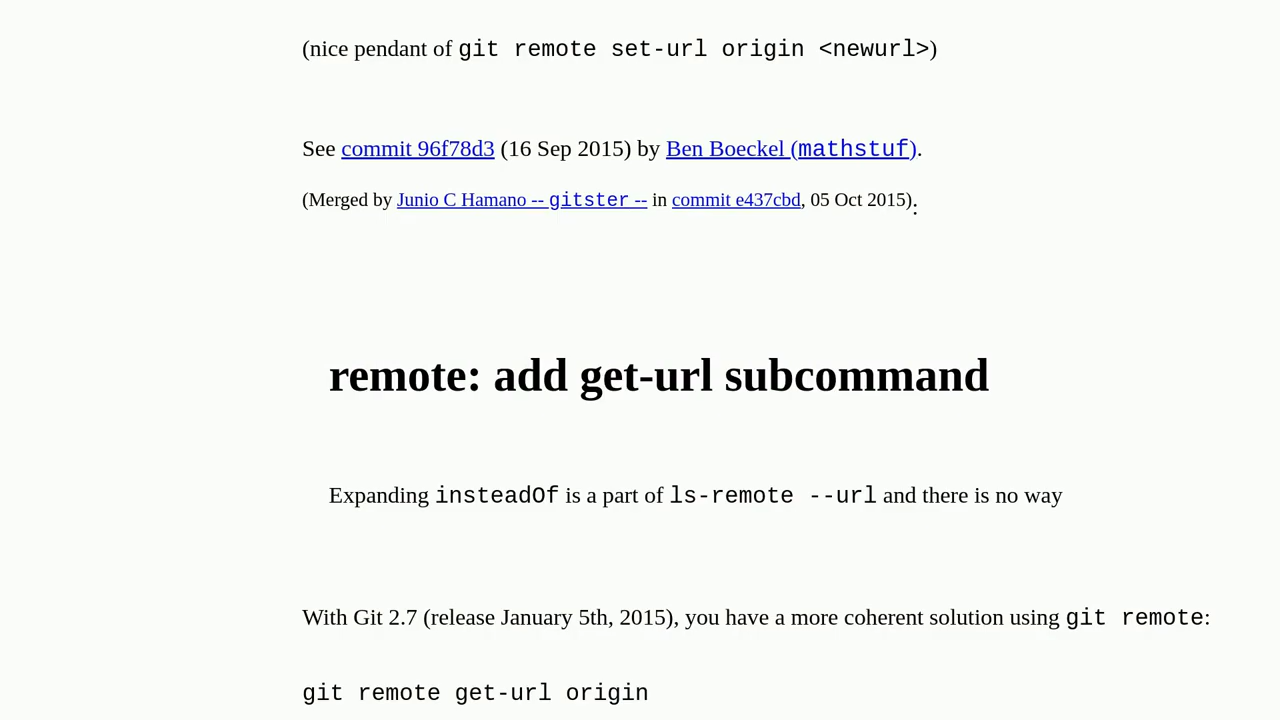 (nice pendant of git remote set-url origin <newurl>)
See commit 96f78d3 (16 Sep 2015) by Ben Boeckel (mathstuf).
(Merged by Junio C Hamano -- gitster -- in commit e437cbd, 05 Oct 2015):
remote: add get-url subcommand
Expanding insteadOf is a part of ls-remote --url and there is no way
With Git 2.7 (release January 5th, 2015), you have a more coherent solution using git remote:
git remote get-url origin